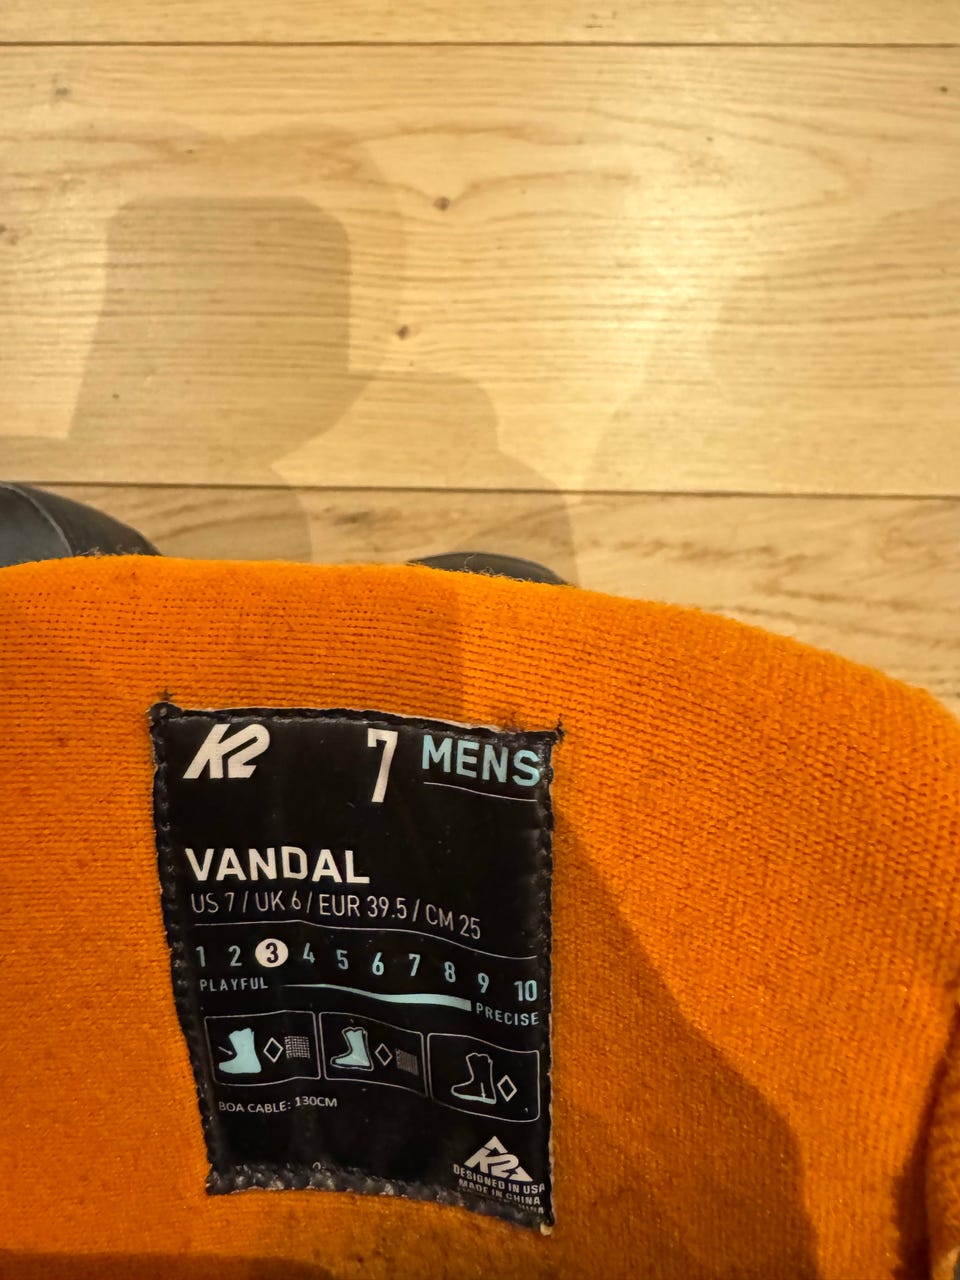 K2 7 MENS
VANDAL
US 7 / UK 6 / EUR 39.5 / CM 25
1 2 3 4 5 6 7 8 9 10
PLAYFUL PRECISE
BOA CABLE: 130CM
K2
DESIGNED IN USA
MADE IN CHINA